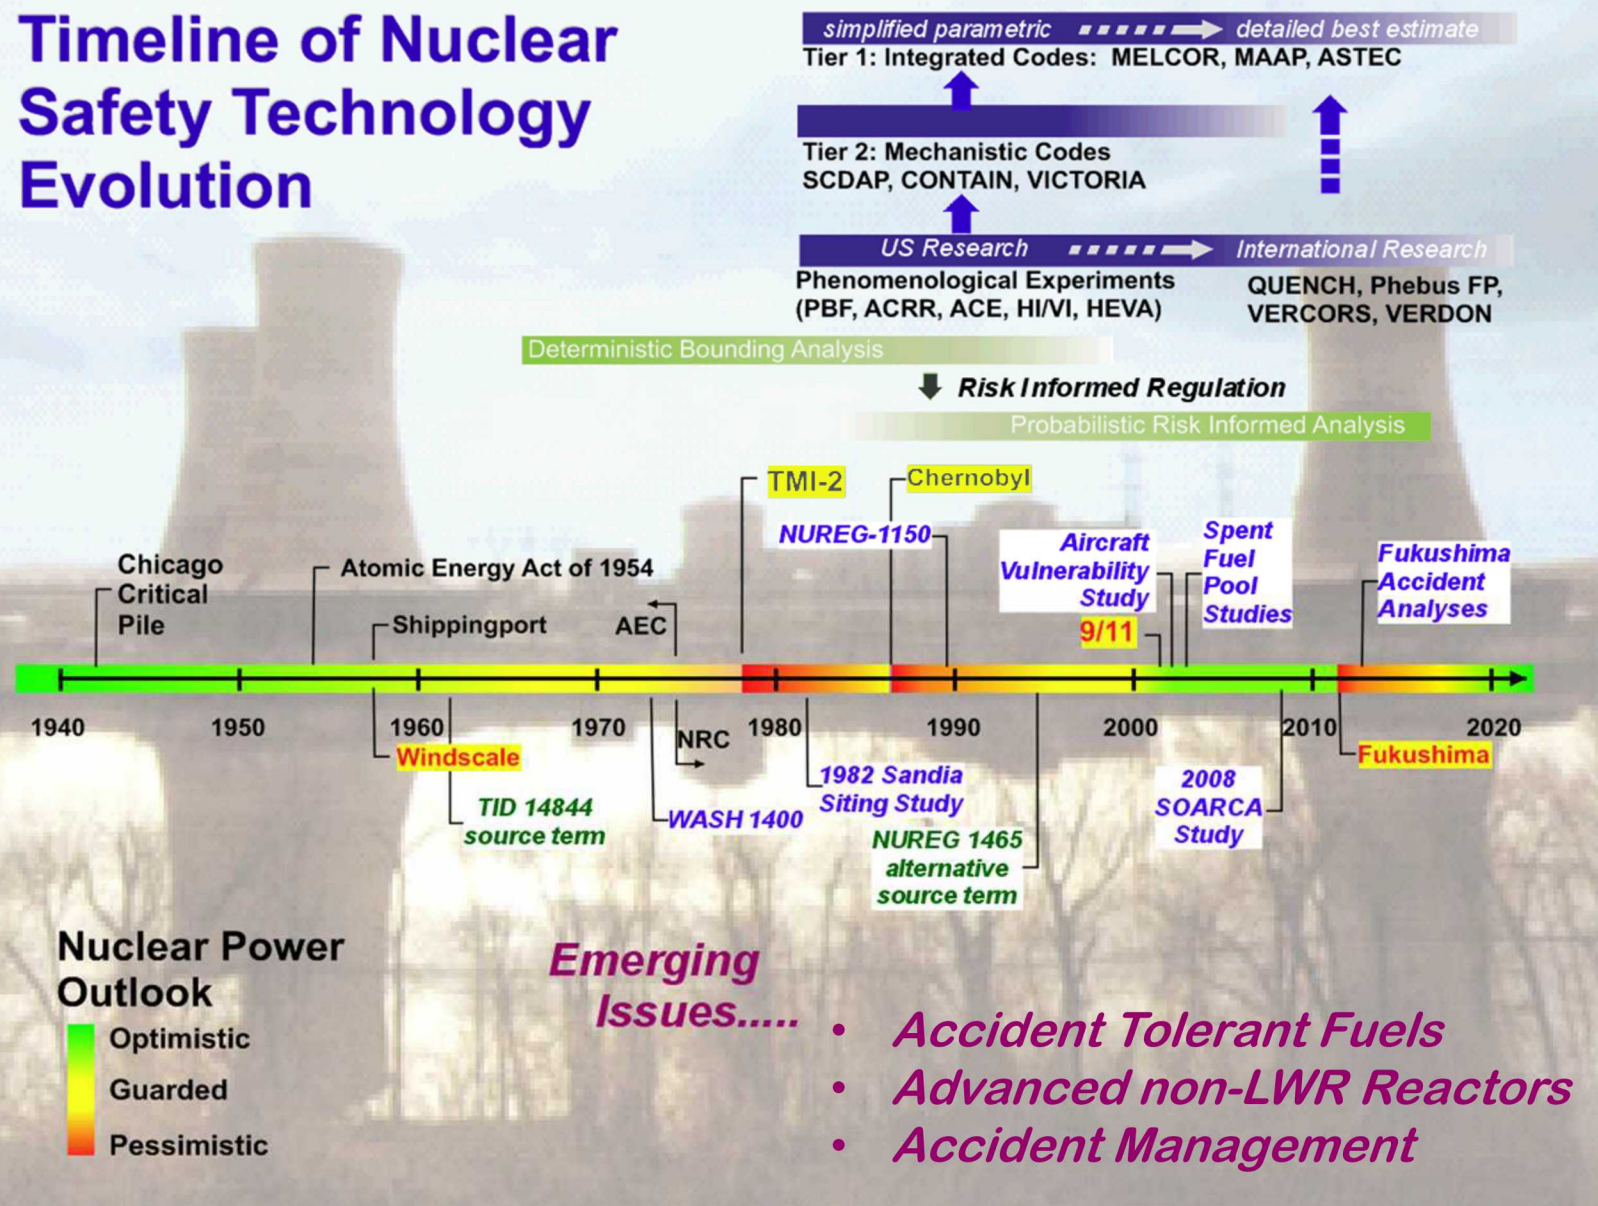 Timeline of Nuclear
Safety Technology
Evolution
simplified parametric detailed best estimate
Tier 1: Integrated Codes: MELCOR, MAAP, ASTEC
Tier 2: Mechanistic Codes
SCDAP, CONTAIN, VICTORIA
US Research International Research
Phenomenological Experiments
(PBF, ACRR, ACE, HI/VI, HEVA)
QUENCH, Phebus FP,
VERCORS, VERDON
Deterministic Bounding Analysis
Risk Informed Regulation
Probabilistic Risk Informed Analysis
TMI-2
Chernobyl
NUREG-1150
Aircraft
Vulnerability
Study
9/11
Spent
Fuel
Pool
Studies
Fukushima
Accident
Analyses
Chicago
Critical
Pile
Atomic Energy Act of 1954
Shippingport
AEC
1940 1950 1960 1970 1980 1990 2000 2010 2020
NRC
Windscale
Fukushima
TID 14844
source term
WASH 1400
1982 Sandia
Siting Study
NUREG 1465
alternative
source term
2008
SOARCA
Study
Nuclear Power
Outlook
Optimistic
Guarded
Pessimistic
Emerging
Issues.....
• Accident Tolerant Fuels
• Advanced non-LWR Reactors
• Accident Management